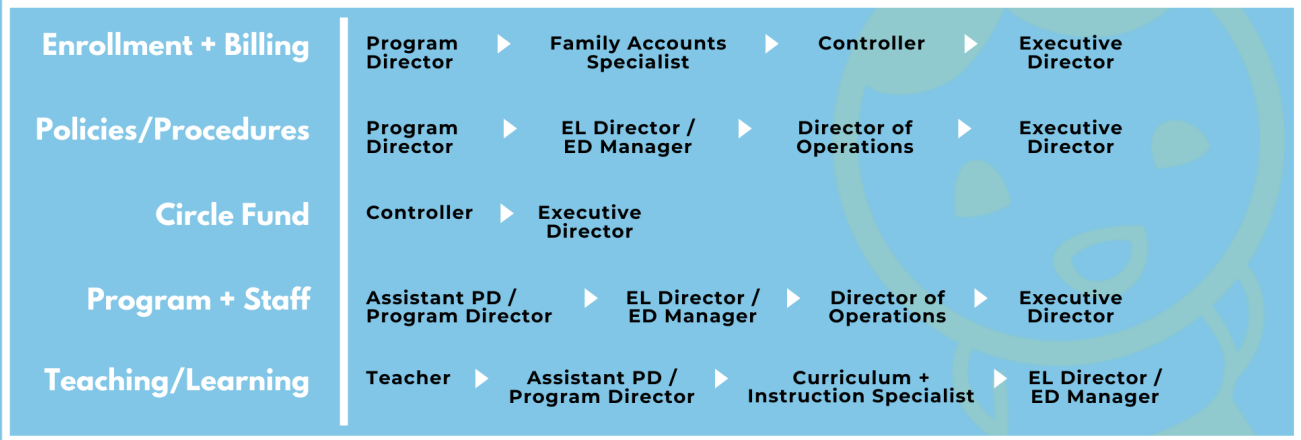 Enrollment + Billing
Program Director
Family Accounts Specialist
Controller
Executive Director
Policies/Procedures
Program Director
EL Director / ED Manager
Director of Operations
Executive Director
Circle Fund
Controller
Executive Director
Program + Staff
Assistant PD / Program Director
EL Director / ED Manager
Director of Operations
Executive Director
Teaching/Learning
Teacher
Assistant PD / Program Director
Curriculum + Instruction Specialist
EL Director / ED Manager